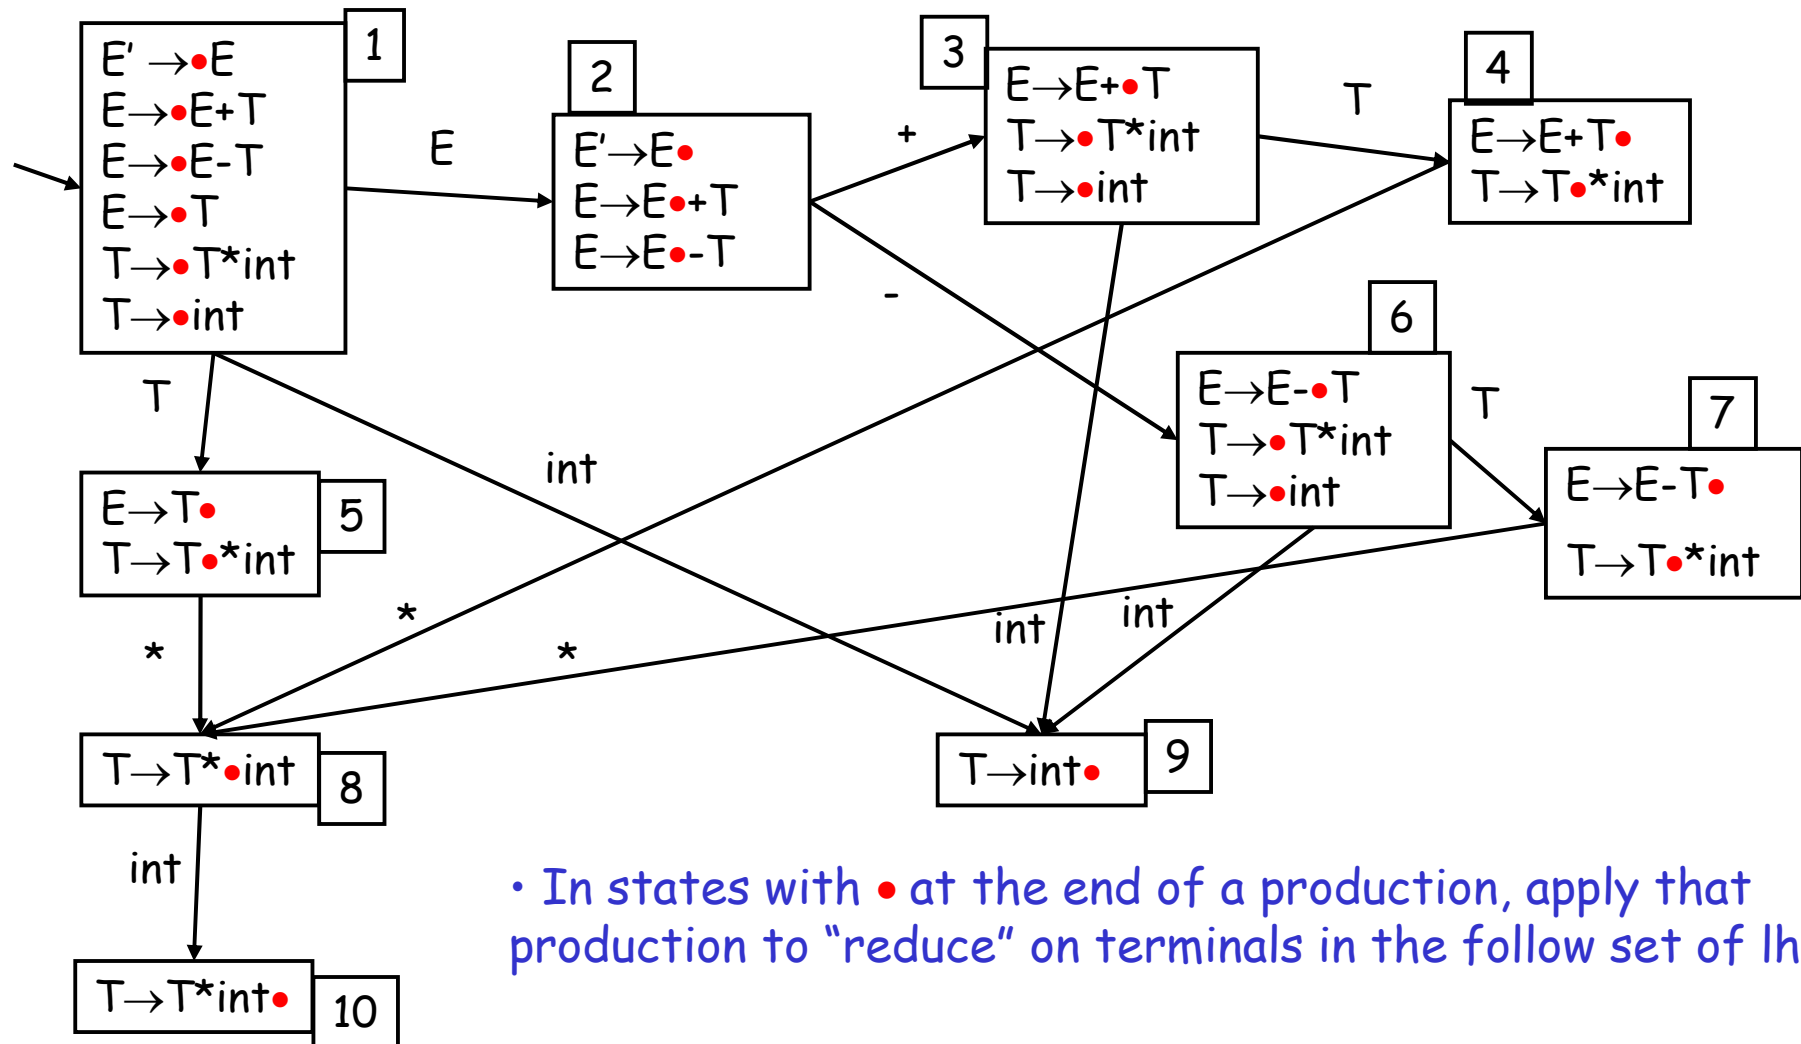 1
E' →•E
E→•E+T
E→•E-T
E→•T
T→•T*int
T→•int
E
2
E'→E•
E→E•+T
E→E•-T
+
-
3
E→E+•T
T→•T*int
T→•int
T
4
E→E+T•
T→T•*int
6
E→E-•T
T→•T*int
T→•int
T
7
E→E-T•
T→T•*int
T
int
5
E→T•
T→T•*int
*
*
*
int
int
8
T→T*•int
9
T→int•
int
10
T→T*int•
• In states with • at the end of a production, apply that
production to “reduce” on terminals in the follow set of lh